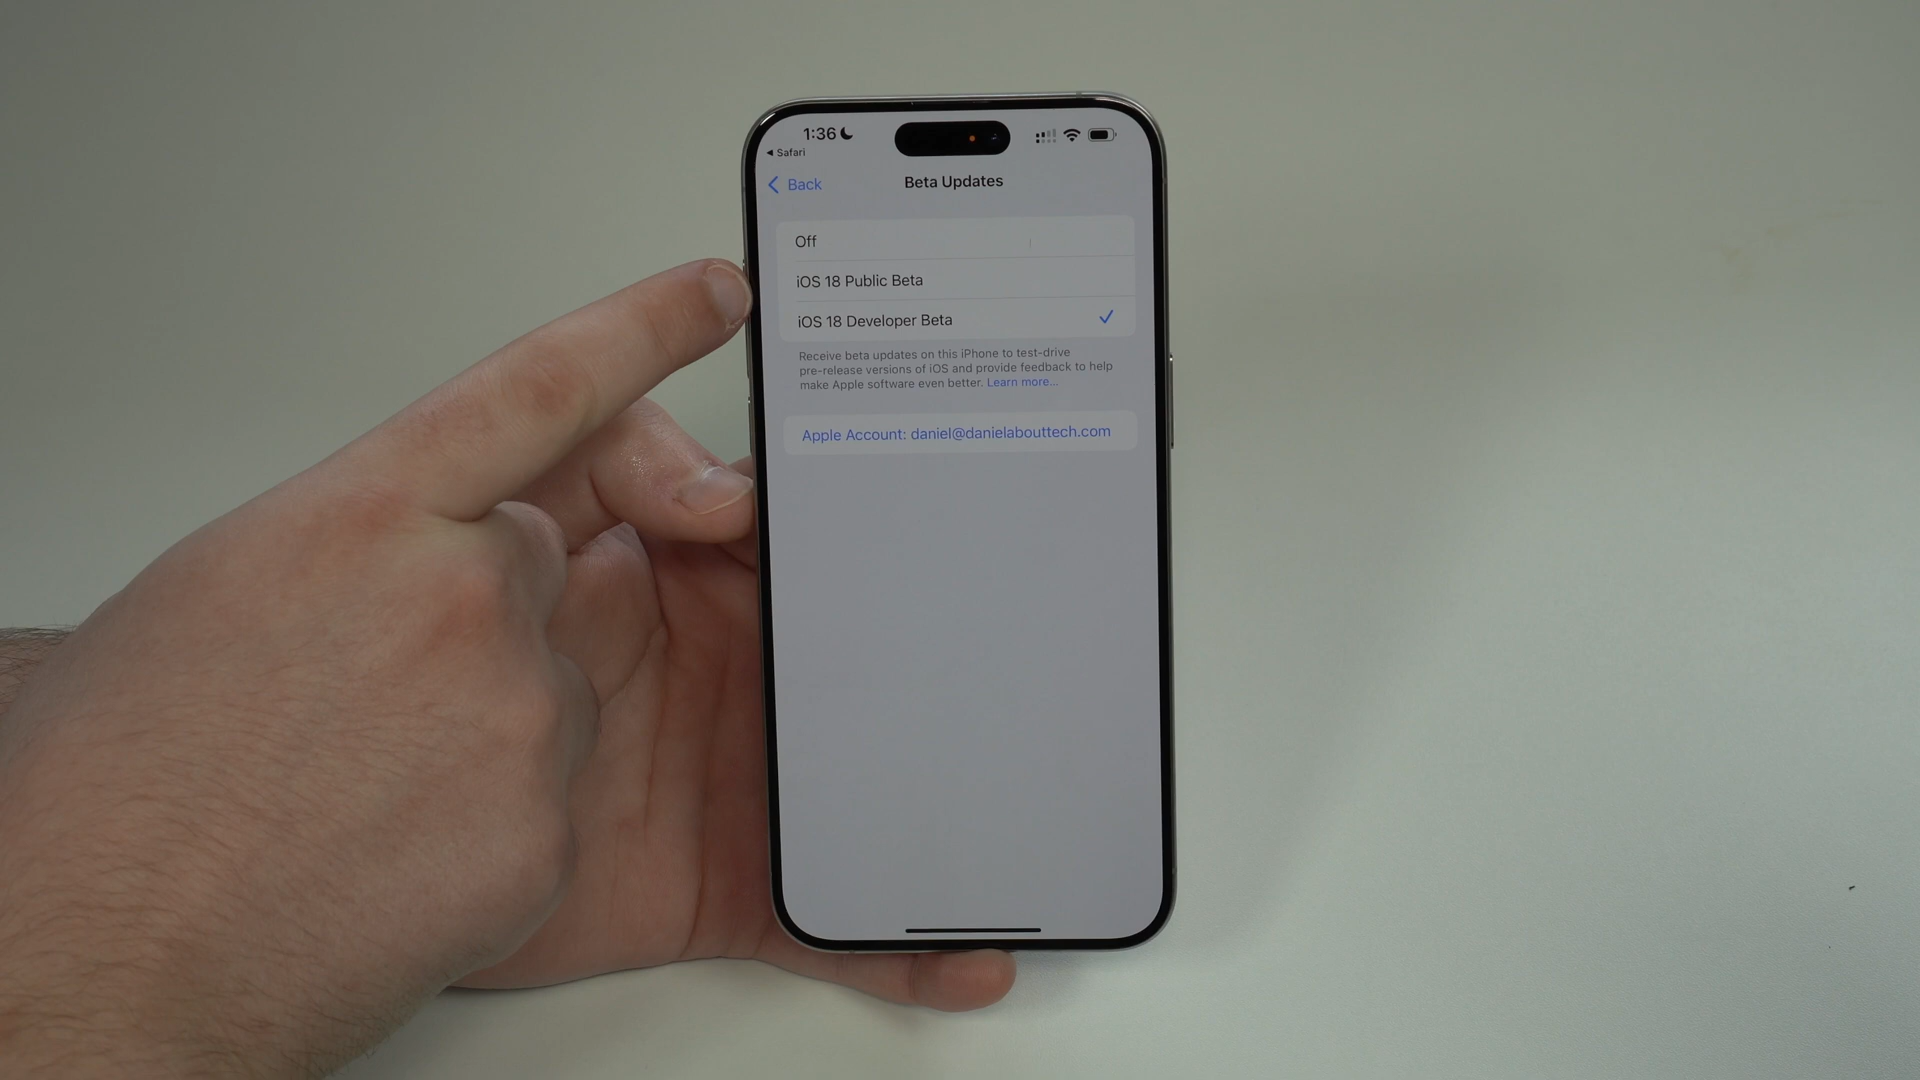 1:36
Safari
Back
Beta Updates
Off
iOS 18 Public Beta
iOS 18 Developer Beta
Receive beta updates on this iPhone to test-drive
pre-release versions of iOS and provide feedback to help
make Apple software even better. Learn more...
Apple Account: daniel@danielabouttech.com